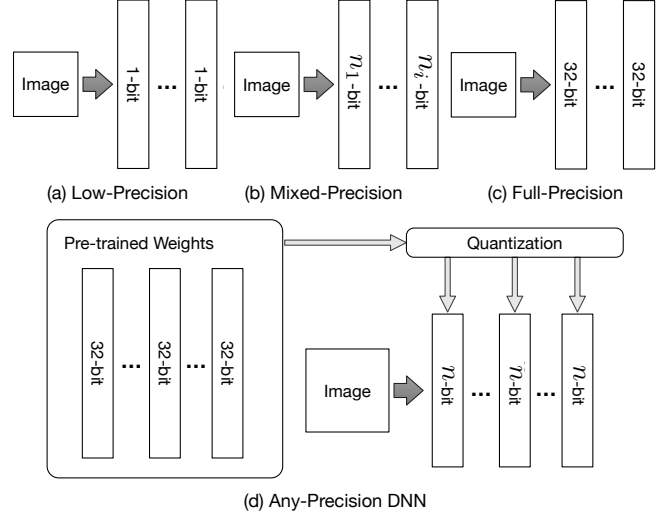 Image
1-bit
...
1-bit
Image
n₁-bit
...
nᵢ-bit
Image
32-bit
...
32-bit
(a) Low-Precision
(b) Mixed-Precision
(c) Full-Precision
Pre-trained Weights
Quantization
32-bit
...
32-bit
...
32-bit
Image
n-bit
...
n-bit
...
n-bit
(d) Any-Precision DNN